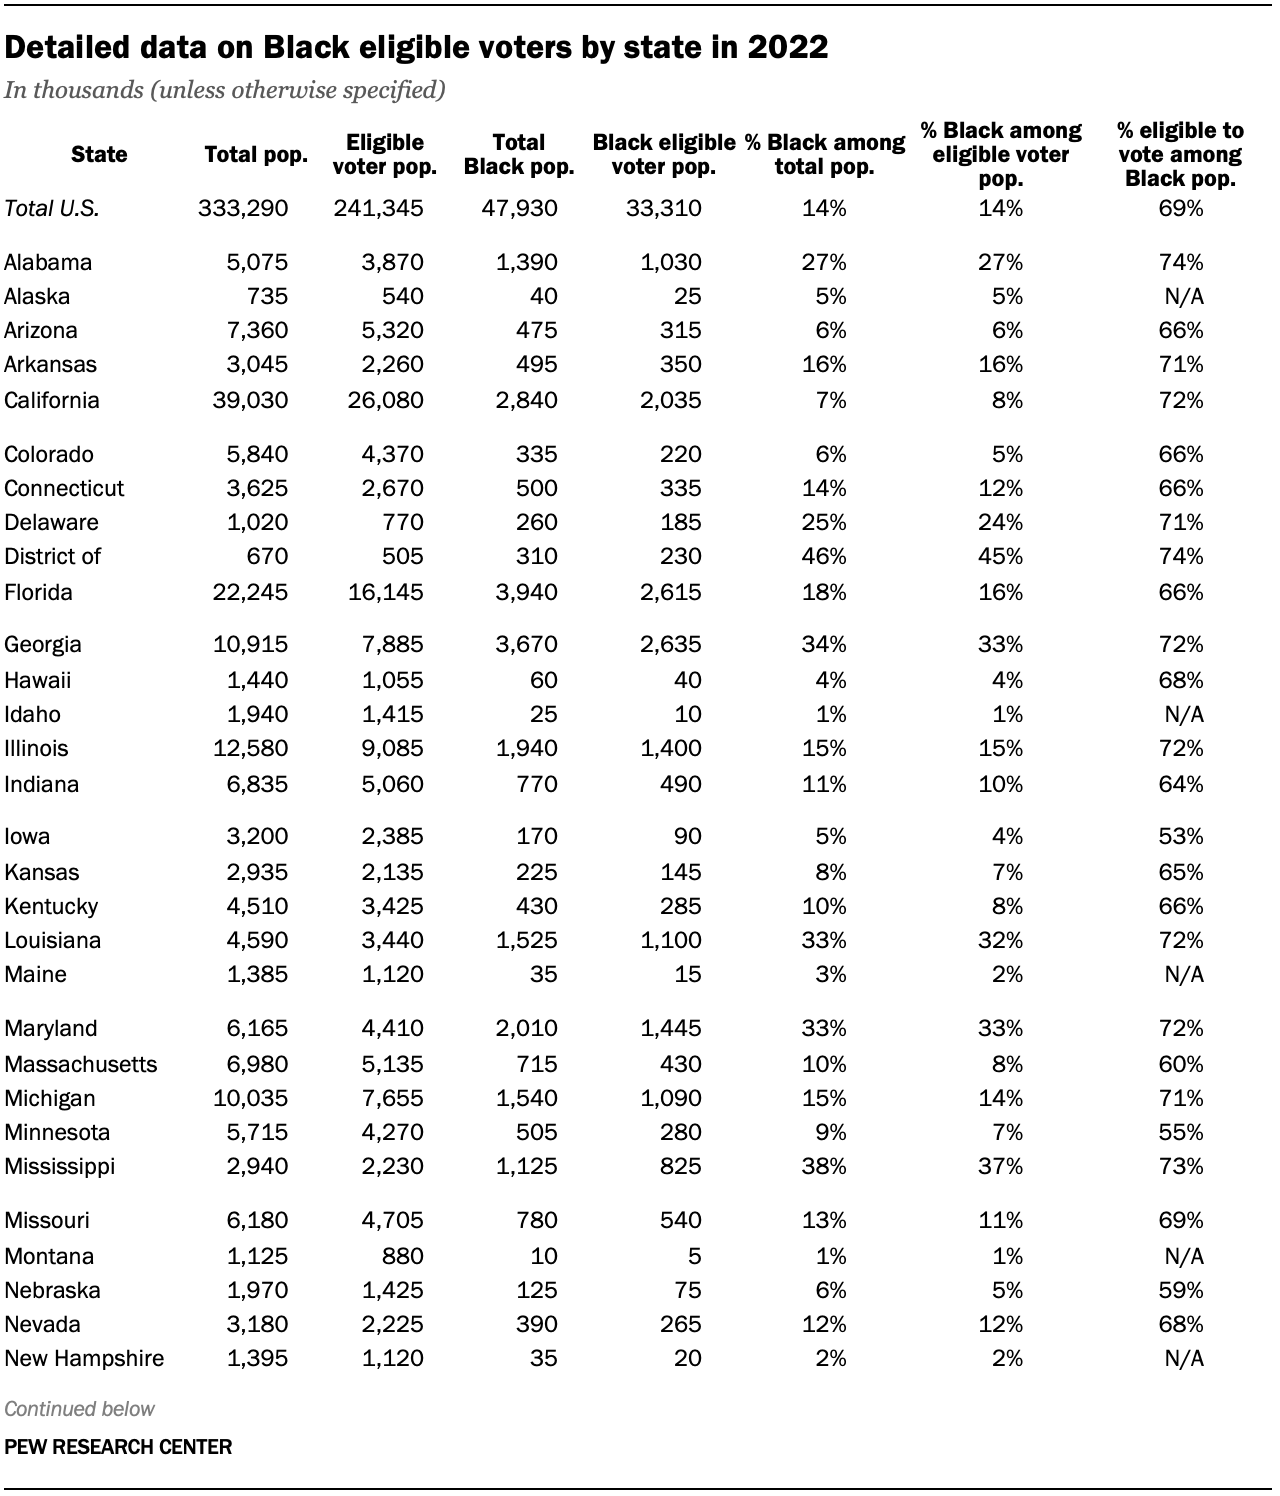 Detailed data on Black eligible voters by state in 2022
In thousands (unless otherwise specified)
State Total pop. Eligible voter pop. Total Black pop. Black eligible voter pop. % Black among total pop. % Black among eligible voter pop. % eligible to vote among Black pop.
Total U.S. 333,290 241,345 47,930 33,310 14% 14% 69%
Alabama 5,075 3,870 1,390 1,030 27% 27% 74%
Alaska 735 540 40 25 5% 5% N/A
Arizona 7,360 5,320 475 315 6% 6% 66%
Arkansas 3,045 2,260 495 350 16% 16% 71%
California 39,030 26,080 2,840 2,035 7% 8% 72%
Colorado 5,840 4,370 335 220 6% 5% 66%
Connecticut 3,625 2,670 500 335 14% 12% 66%
Delaware 1,020 770 260 185 25% 24% 71%
District of 670 505 310 230 46% 45% 74%
Florida 22,245 16,145 3,940 2,615 18% 16% 66%
Georgia 10,915 7,885 3,670 2,635 34% 33% 72%
Hawaii 1,440 1,055 60 40 4% 4% 68%
Idaho 1,940 1,415 25 10 1% 1% N/A
Illinois 12,580 9,085 1,940 1,400 15% 15% 72%
Indiana 6,835 5,060 770 490 11% 10% 64%
Iowa 3,200 2,385 170 90 5% 4% 53%
Kansas 2,935 2,135 225 145 8% 7% 65%
Kentucky 4,510 3,425 430 285 10% 8% 66%
Louisiana 4,590 3,440 1,525 1,100 33% 32% 72%
Maine 1,385 1,120 35 15 3% 2% N/A
Maryland 6,165 4,410 2,010 1,445 33% 33% 72%
Massachusetts 6,980 5,135 715 430 10% 8% 60%
Michigan 10,035 7,655 1,540 1,090 15% 14% 71%
Minnesota 5,715 4,270 505 280 9% 7% 55%
Mississippi 2,940 2,230 1,125 825 38% 37% 73%
Missouri 6,180 4,705 780 540 13% 11% 69%
Montana 1,125 880 10 5 1% 1% N/A
Nebraska 1,970 1,425 125 75 6% 5% 59%
Nevada 3,180 2,225 390 265 12% 12% 68%
New Hampshire 1,395 1,120 35 20 2% 2% N/A
Continued below
PEW RESEARCH CENTER